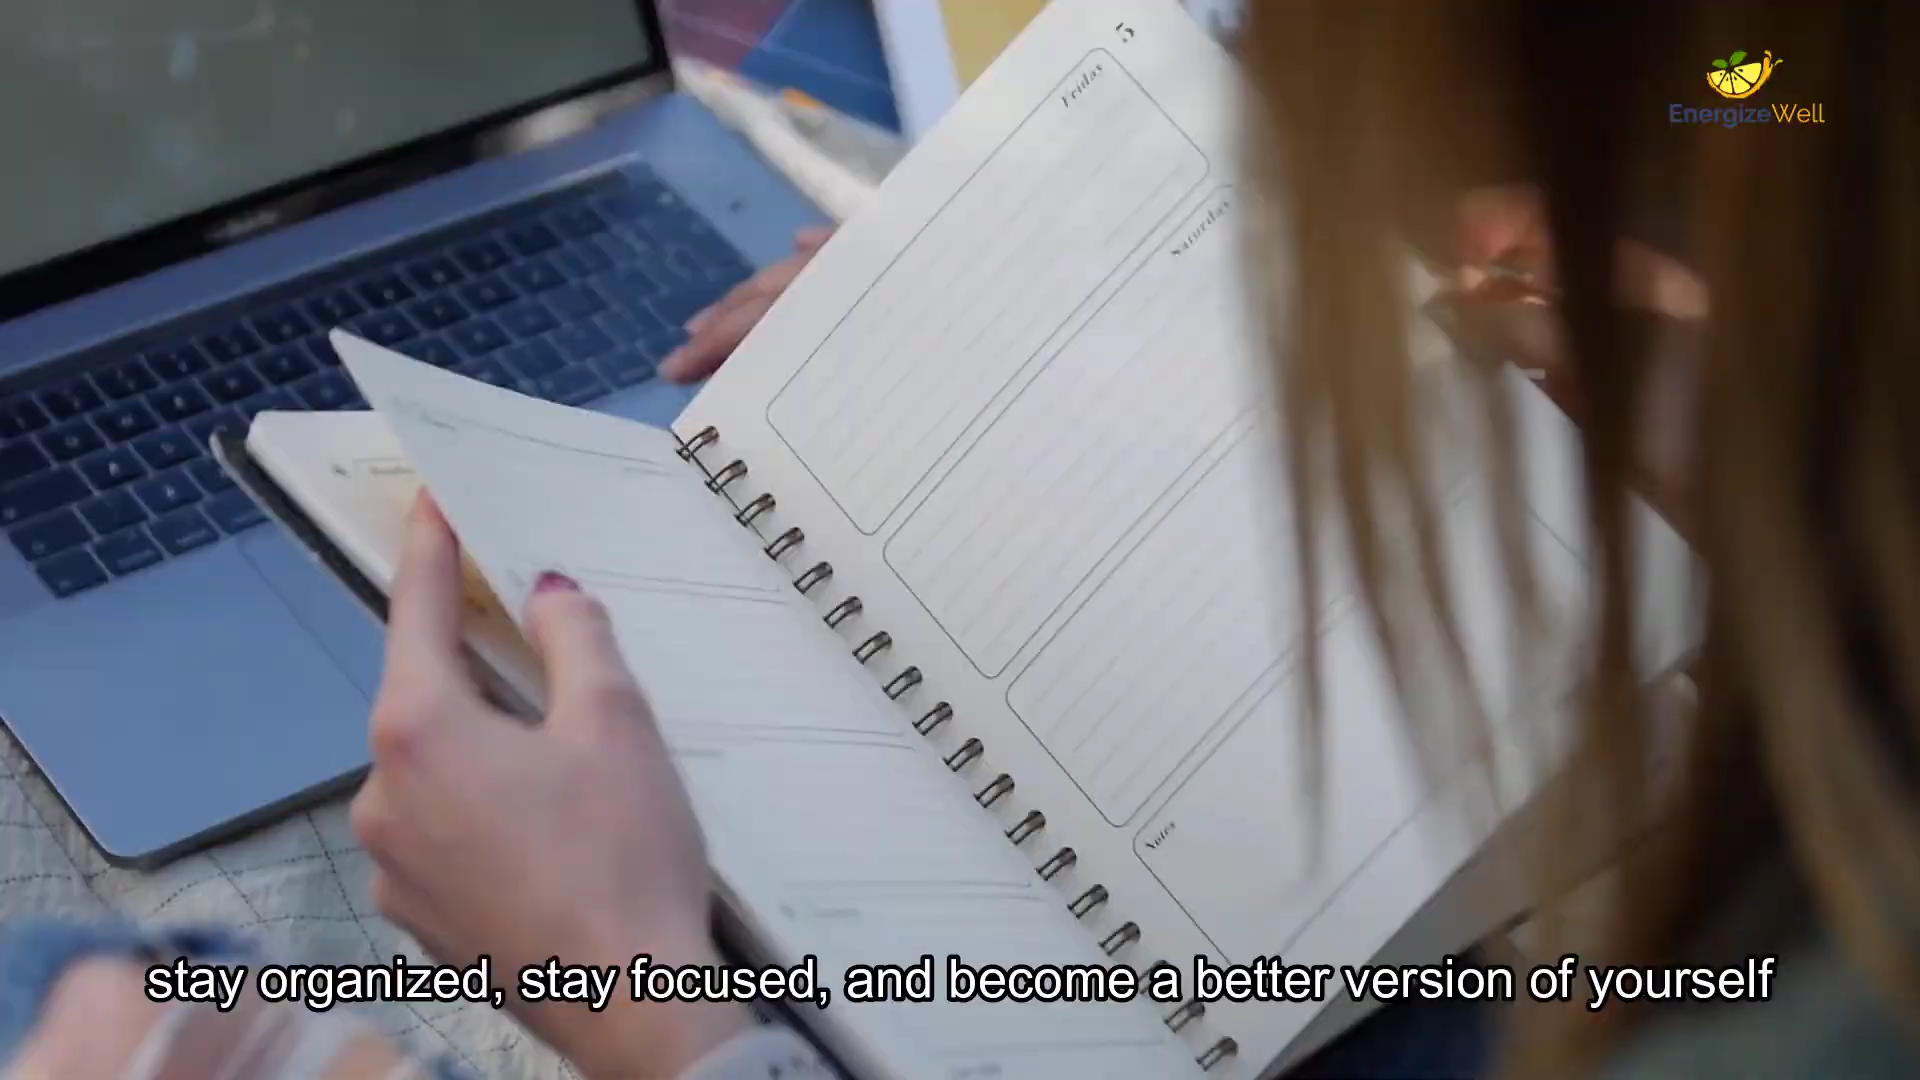 5
Friday
Saturday
Notes
EnergizeWell
stay organized, stay focused, and become a better version of yourself